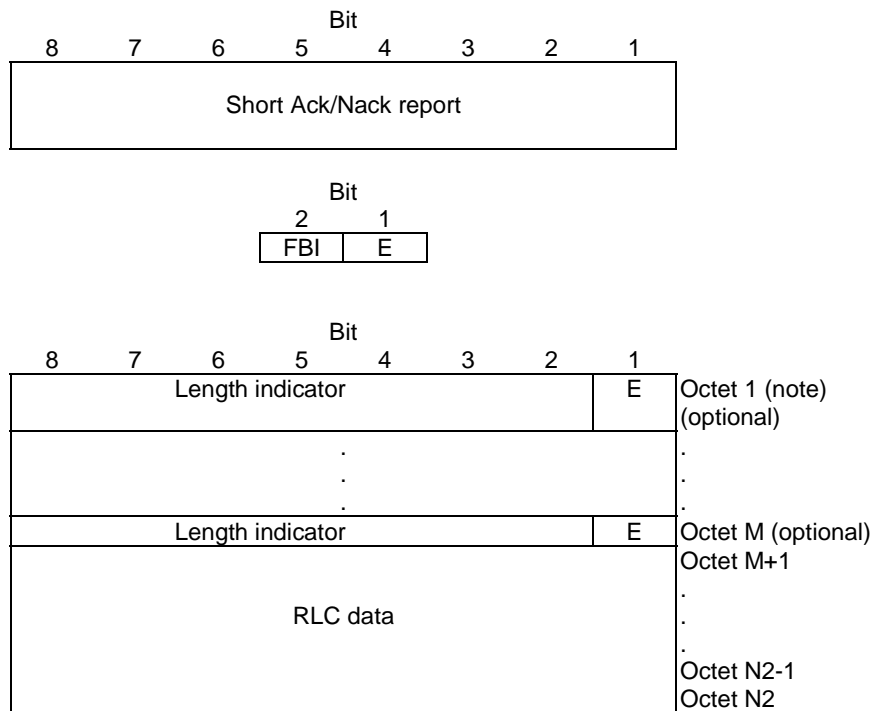 Bit
8 7 6 5 4 3 2 1
Short Ack/Nack report
Bit
2 1
FBI E
Bit
8 7 6 5 4 3 2 1
Length indicator E Octet 1 (note)
(optional)
. .
. .
. .
Length indicator E Octet M (optional)
Octet M+1
.
RLC data .
.
Octet N2-1
Octet N2